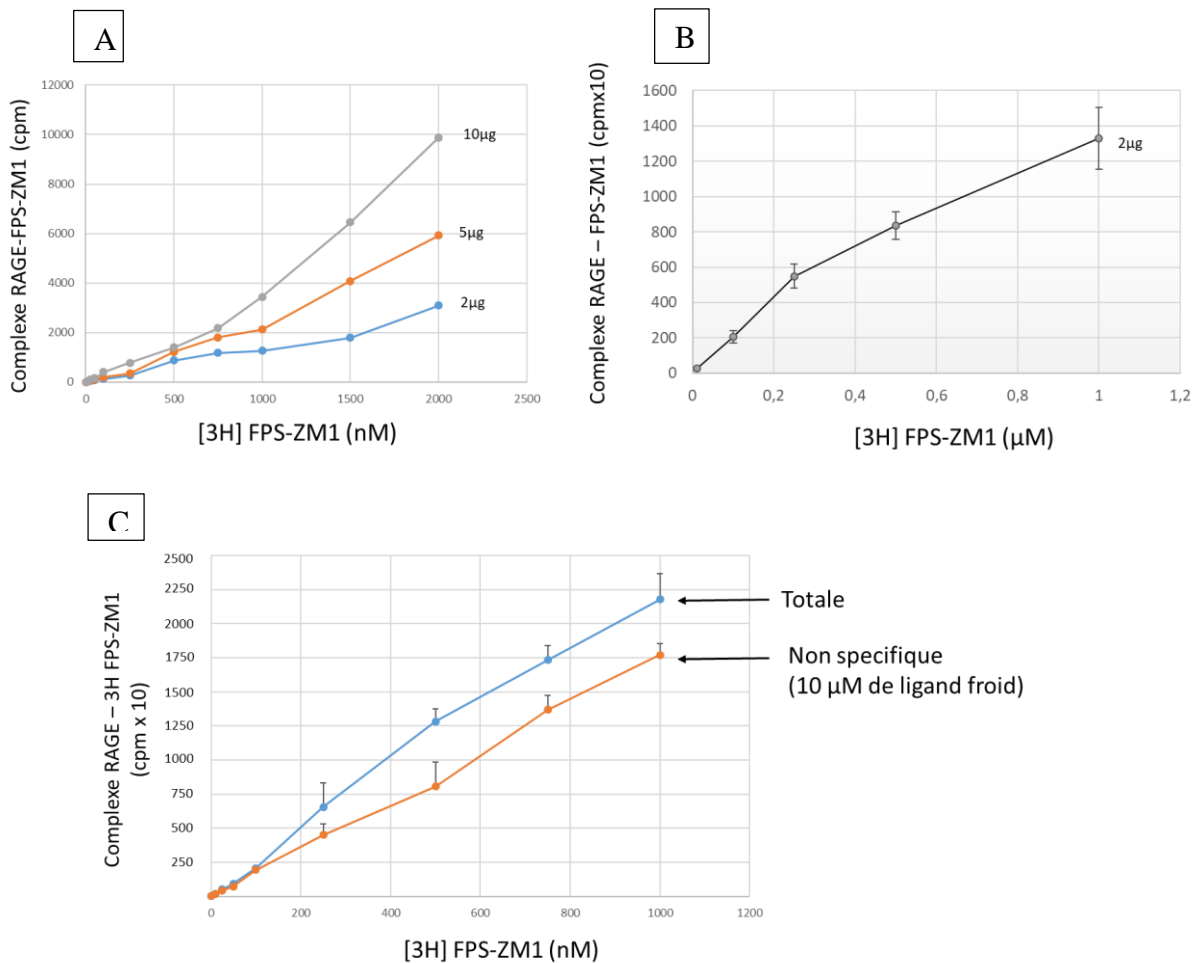 A
Complexe RAGE-FPS-ZM1 (cpm)
12000
10000
8000
6000
4000
2000
0
10µg
5µg
2µg
0 500 1000 1500 2000 2500
[3H] FPS-ZM1 (nM)
B
Complexe RAGE – FPS-ZM1 (cpmx10)
1600
1400
1200
1000
800
600
400
200
0
2µg
0 0,2 0,4 0,6 0,8 1 1,2
[3H] FPS-ZM1 (µM)
C
Complexe RAGE – 3H FPS-ZM1
(cpm x 10)
2500
2250
2000
1750
1500
1250
1000
750
500
250
Totale
Non specifique
(10 µM de ligand froid)
0 200 400 600 800 1000 1200
[3H] FPS-ZM1 (nM)